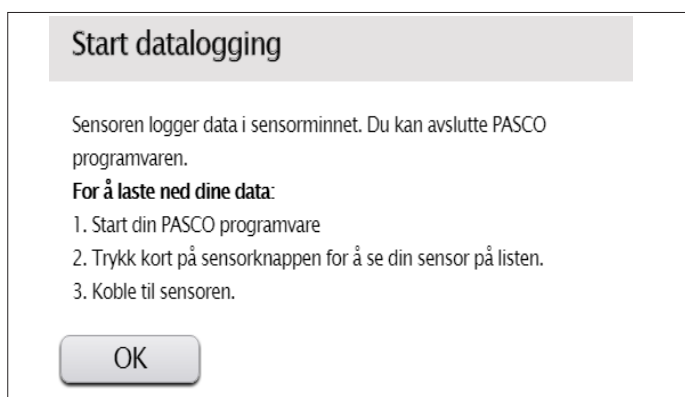 Start datalogging
Sensoren logger data i sensorminnet. Du kan avslutte PASCO
programvaren.
For å laste ned dine data:
1. Start din PASCO programvare
2. Trykk kort på sensorknappen for å se din sensor på listen.
3. Koble til sensoren.
OK